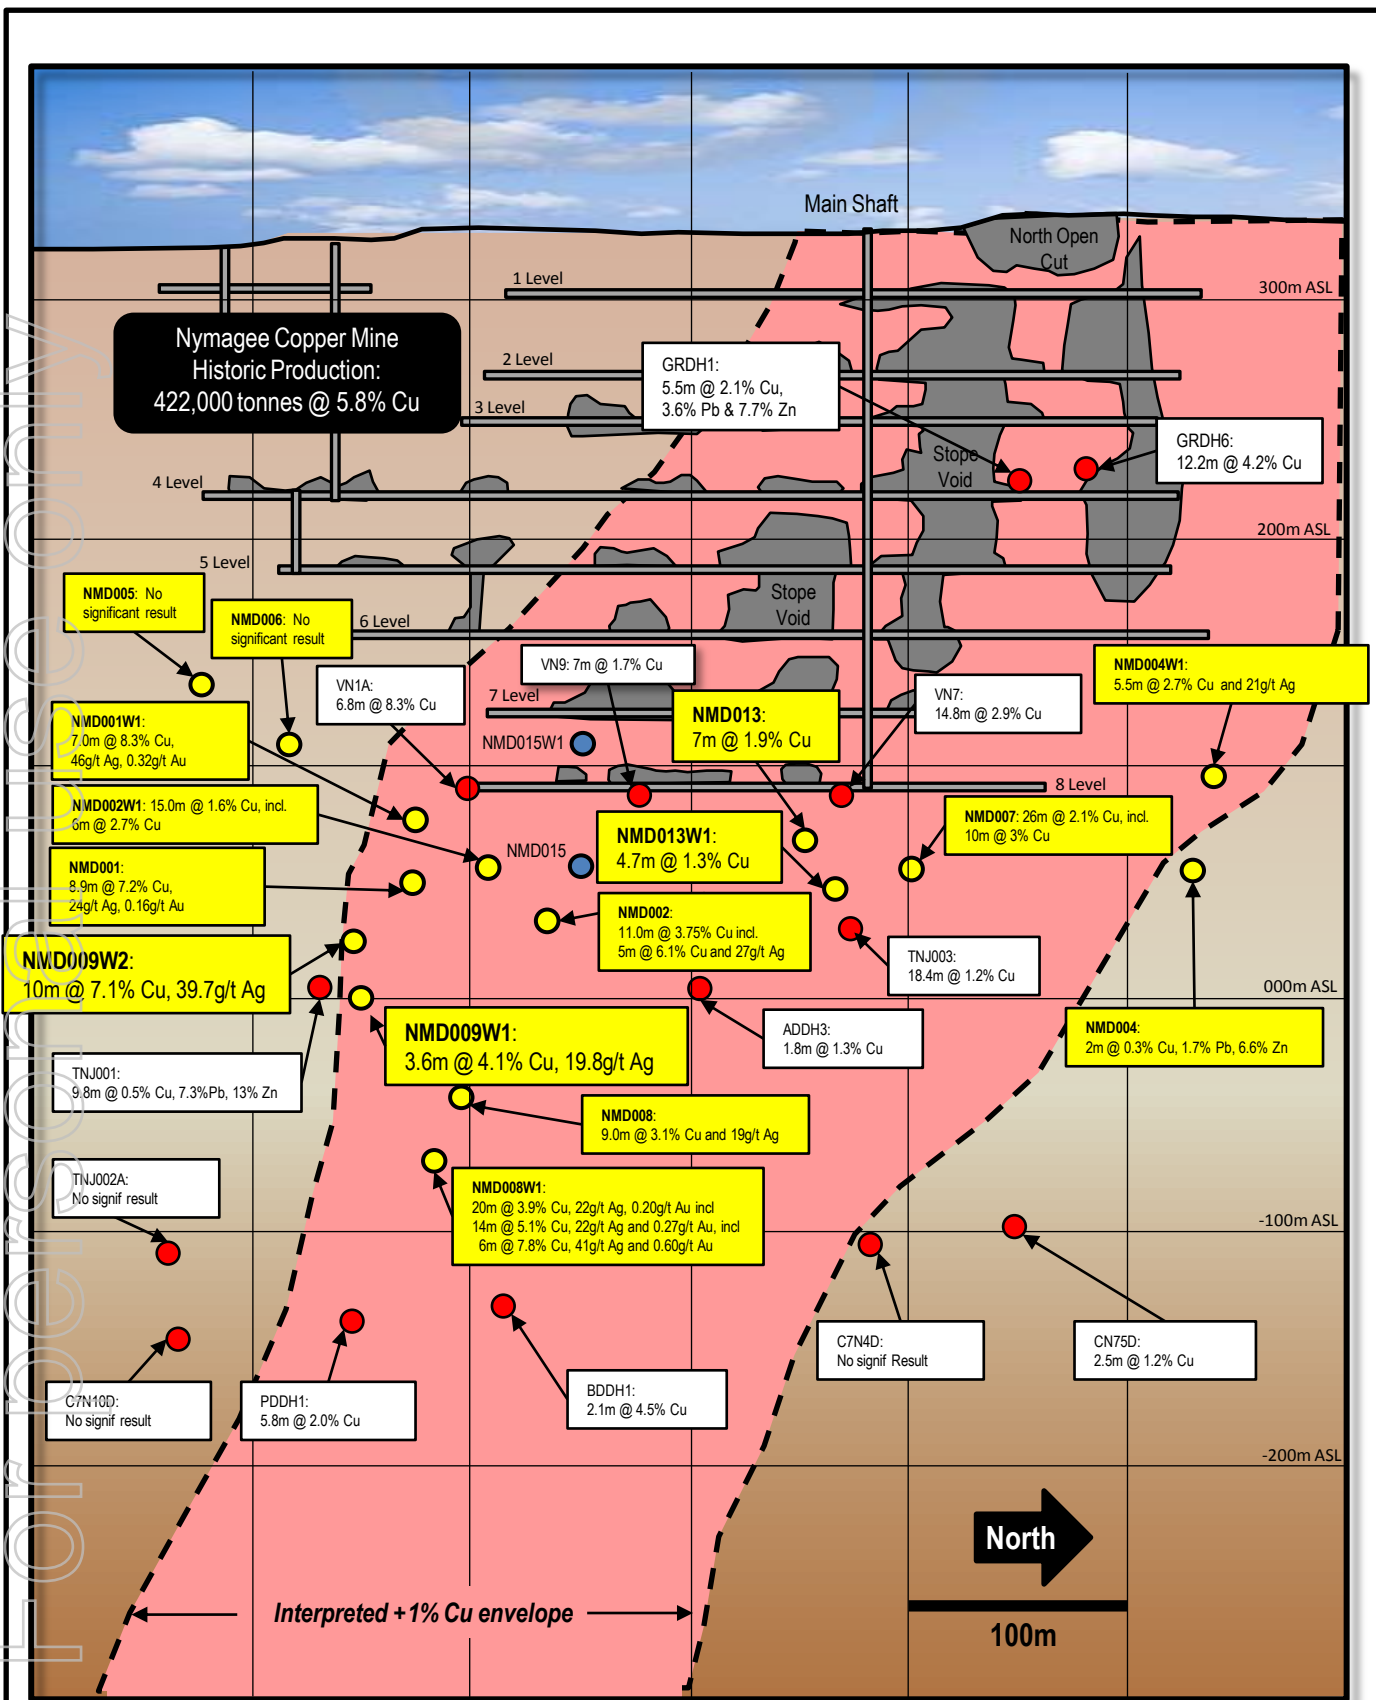 Main Shaft
North Open
Cut
1 Level
300m ASL
Nymagee Copper Mine
Historic Production:
422,000 tonnes @ 5.8% Cu
2 Level
GRDH1:
5.5m @ 2.1% Cu,
3.6% Pb & 7.7% Zn
3 Level
GRDH6:
12.2m @ 4.2% Cu
Stope
Void
4 Level
200m ASL
5 Level
NMD005: No
significant result
NMD006: No
significant result
Stope
Void
6 Level
VN9: 7m @ 1.7% Cu
NMD004W1:
5.5m @ 2.7% Cu and 21g/t Ag
VN1A:
6.8m @ 8.3% Cu
7 Level
NMD013:
7m @ 1.9% Cu
VN7:
14.8m @ 2.9% Cu
NMD001W1:
7.0m @ 8.3% Cu,
46g/t Ag, 0.32g/t Au
NMD015W1
8 Level
NMD002W1: 15.0m @ 1.6% Cu, incl.
6m @ 2.7% Cu
NMD013W1:
4.7m @ 1.3% Cu
NMD007: 26m @ 2.1% Cu, incl.
10m @ 3% Cu
NMD015
NMD001:
8.9m @ 7.2% Cu,
24g/t Ag, 0.16g/t Au
NMD002:
11.0m @ 3.75% Cu incl.
5m @ 6.1% Cu and 27g/t Ag
NMD009W2:
10m @ 7.1% Cu, 39.7g/t Ag
TNJ003:
18.4m @ 1.2% Cu
000m ASL
NMD009W1:
3.6m @ 4.1% Cu, 19.8g/t Ag
ADDH3:
1.8m @ 1.3% Cu
NMD004:
2m @ 0.3% Cu, 1.7% Pb, 6.6% Zn
TNJ001:
9.8m @ 0.5% Cu, 7.3%Pb, 13% Zn
NMD008:
9.0m @ 3.1% Cu and 19g/t Ag
TNJ002A:
No signif result
NMD008W1:
20m @ 3.9% Cu, 22g/t Ag, 0.20g/t Au incl
14m @ 5.1% Cu, 22g/t Ag and 0.27g/t Au, incl
6m @ 7.8% Cu, 41g/t Ag and 0.60g/t Au
-100m ASL
C7N4D:
No signif Result
CN75D:
2.5m @ 1.2% Cu
C7N10D:
No signif result
PDDH1:
5.8m @ 2.0% Cu
BDDH1:
2.1m @ 4.5% Cu
-200m ASL
North
Interpreted +1% Cu envelope
100m
For personal use only